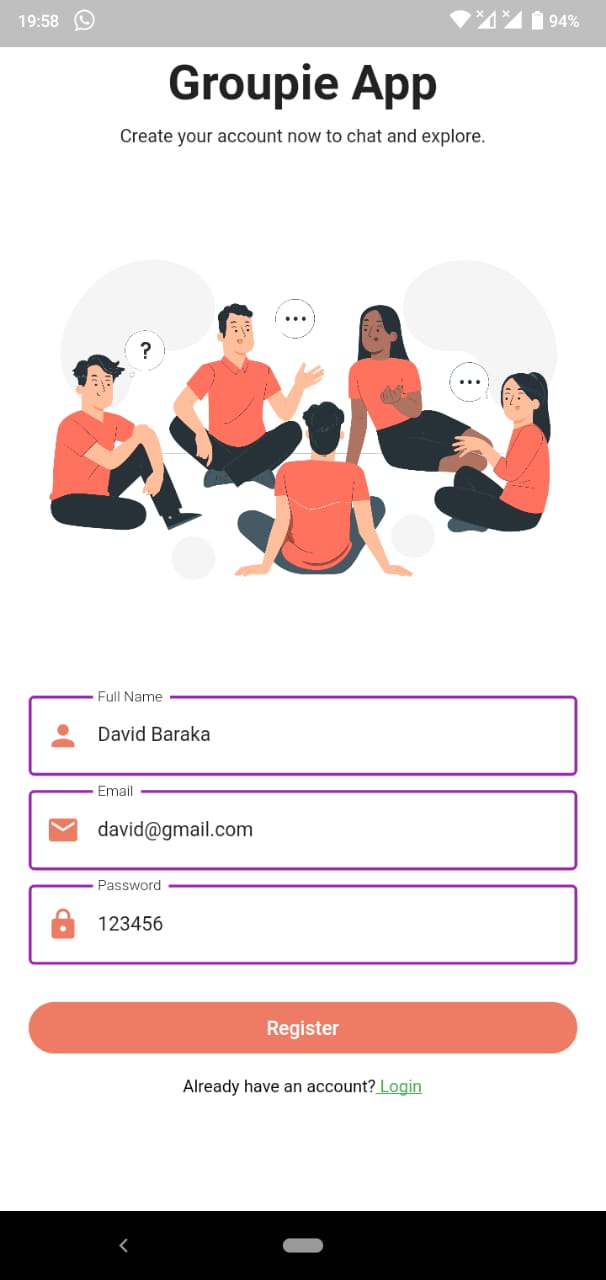 19:58
94%
Groupie App
Create your account now to chat and explore.
?
Full Name
David Baraka
Email
david@gmail.com
Password
123456
Register
Already have an account? Login